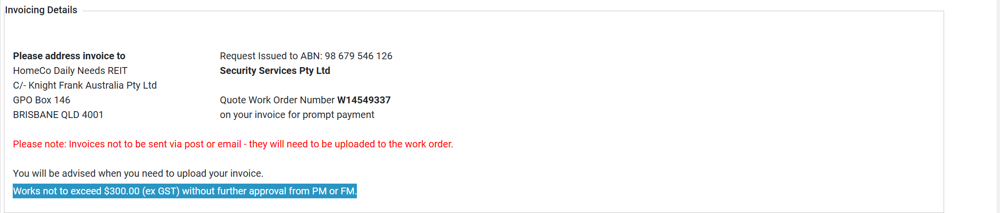 Invoicing Details
Please address invoice to
HomeCo Daily Needs REIT
C/- Knight Frank Australia Pty Ltd
GPO Box 146
BRISBANE QLD 4001
Request Issued to ABN: 98 679 546 126
Security Services Pty Ltd
Quote Work Order Number W14549337
on your invoice for prompt payment
Please note: Invoices not to be sent via post or email - they will need to be uploaded to the work order.
You will be advised when you need to upload your invoice.
Works not to exceed $300.00 (ex GST) without further approval from PM or FM.